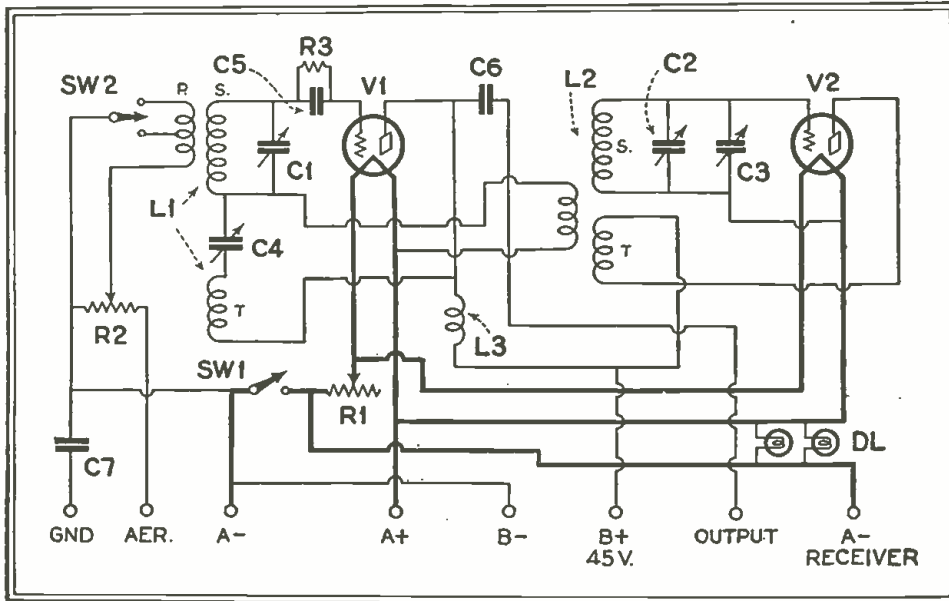 R3
C5
V1
C6
L2
C2
V2
SW2
P.
S.
C1
S.
C3
L1
C4
T
T
R2
L3
SW1
R1
DL
C7
GND
AER.
A-
A+
B-
B+
45V.
OUTPUT
A-
RECEIVER